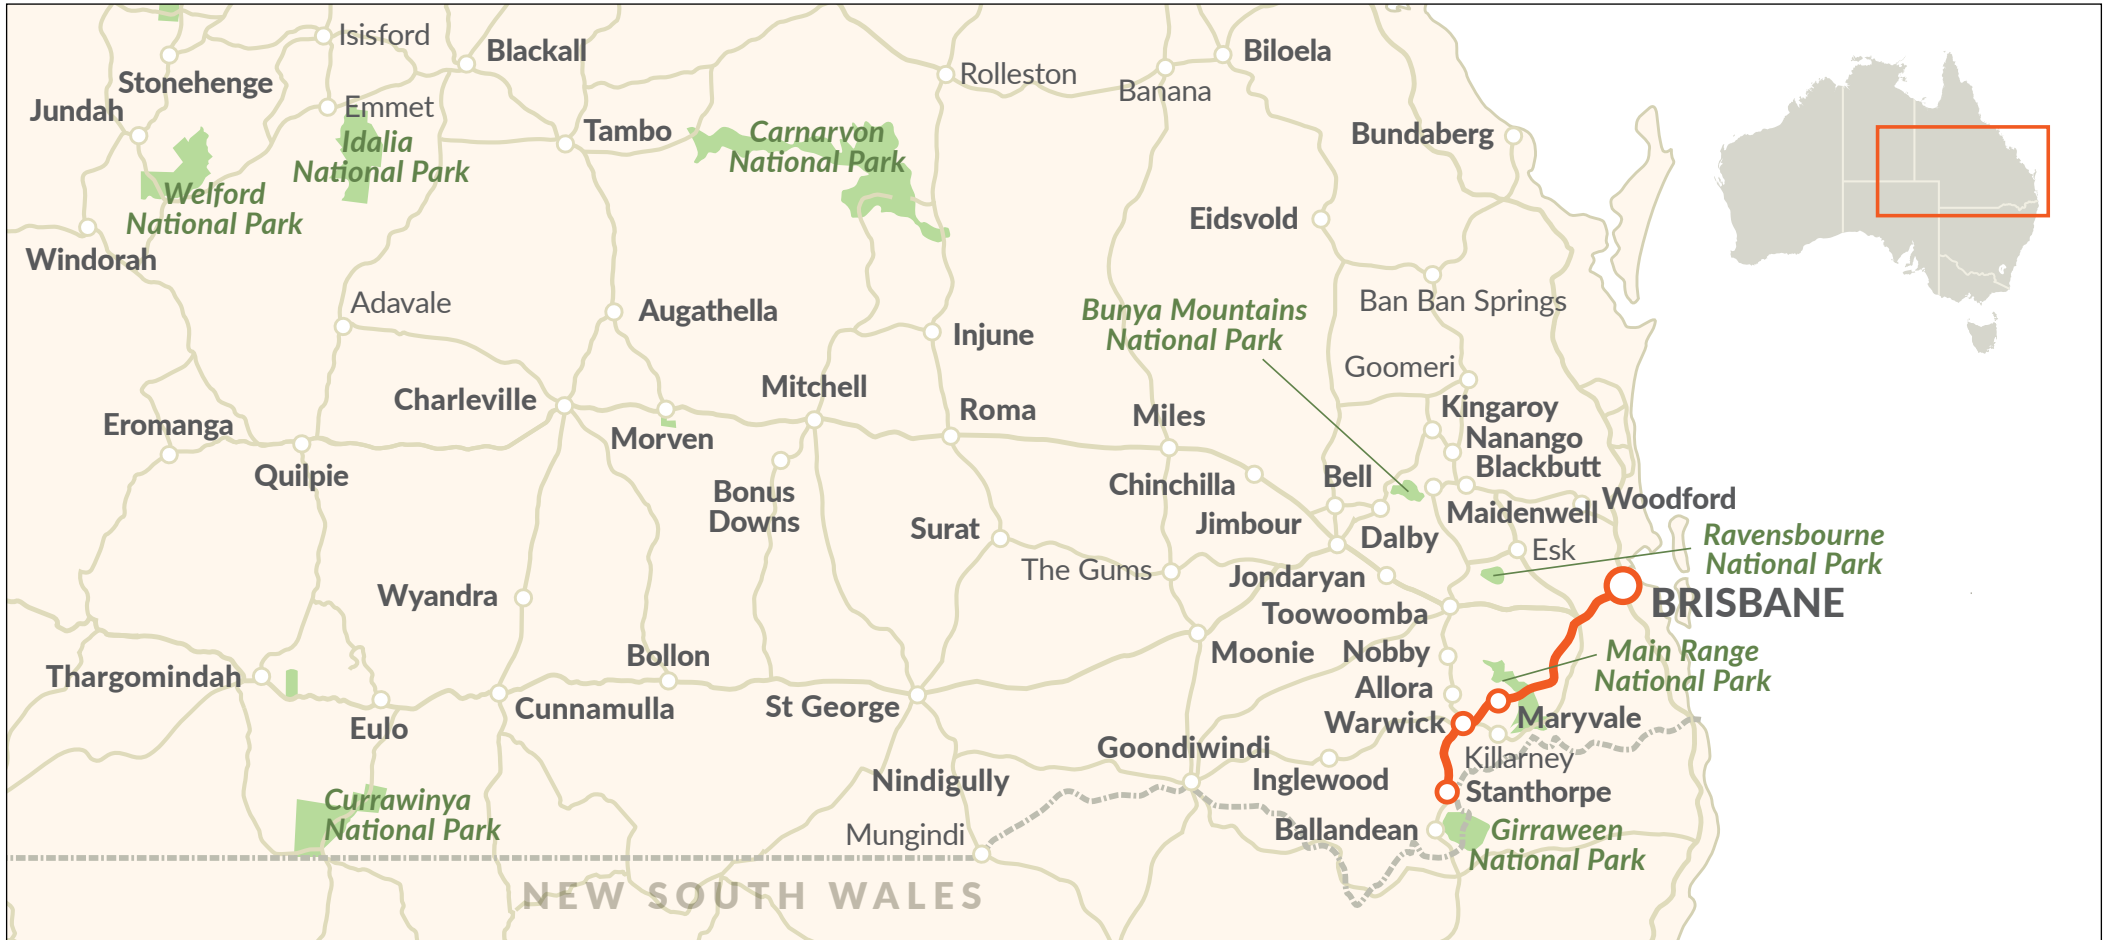 Isisford
Blackall
Stonehenge
Jundah
Emmet
Idalia
National Park
Welford
National Park
Windorah
Tambo
Carnarvon
National Park
Rolleston
Banana
Biloela
Bundaberg
Eidsvold
Ban Ban Springs
Adavale
Augathella
Injune
Bunya Mountains
National Park
Goomeri
Charleville
Mitchell
Roma
Miles
Kingaroy
Nanango
Blackbutt
Eromanga
Quilpie
Morven
Bonus
Downs
Chinchilla
Bell
Maidenwell
Woodford
Surat
Jimbour
Dalby
Esk
Ravensbourne
National Park
The Gums
Jondaryan
Wyandra
Toowoomba
BRISBANE
Moonie
Nobby
Main Range
National Park
Thargomindah
Bollon
Allora
Eulo
Cunnamulla
St George
Warwick
Maryvale
Goondiwindi
Killarney
Nindigully
Inglewood
Stanthorpe
Currawinya
National Park
Mungindi
Ballandean
Girraween
National Park
NEW SOUTH WALES